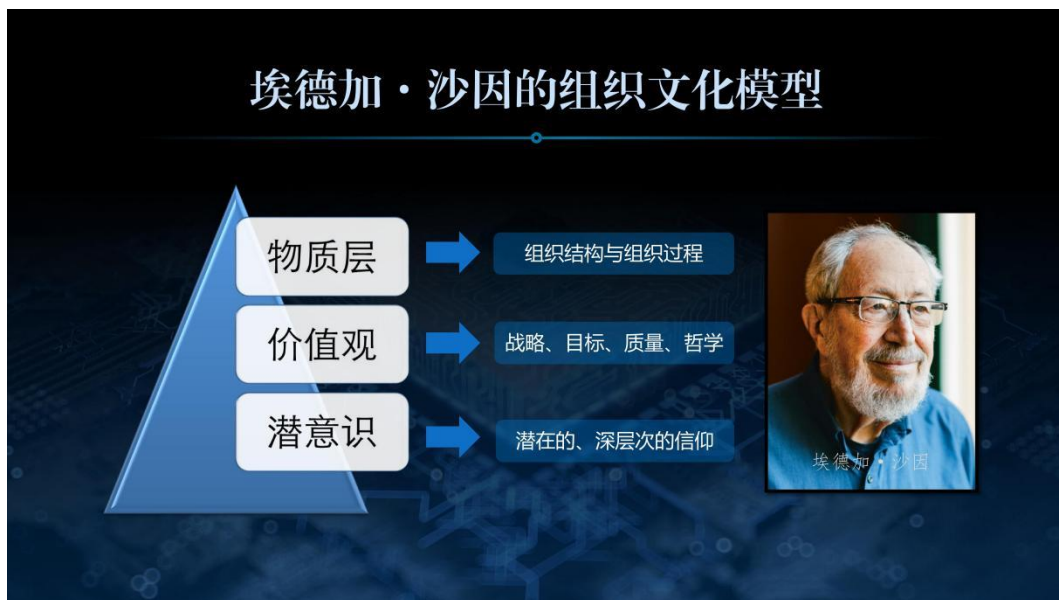 埃德加·沙因的组织文化模型
物质层
组织结构与组织过程
价值观
战略、目标、质量、哲学
潜意识
潜在的、深层次的信仰
埃德加·沙因